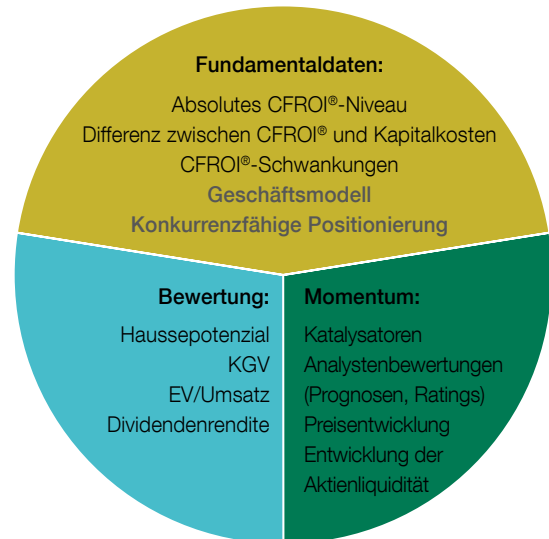 Fundamentaldaten:
Absolutes CFROI®-Niveau
Differenz zwischen CFROI® und Kapitalkosten
CFROI®-Schwankungen
Geschäftsmodell
Konkurrenzfähige Positionierung
Bewertung:
Haussepotenzial
KGV
EV/Umsatz
Dividendenrendite
Momentum:
Katalysatoren
Analystenbewertungen
(Prognosen, Ratings)
Preisentwicklung
Entwicklung der
Aktienliquidität